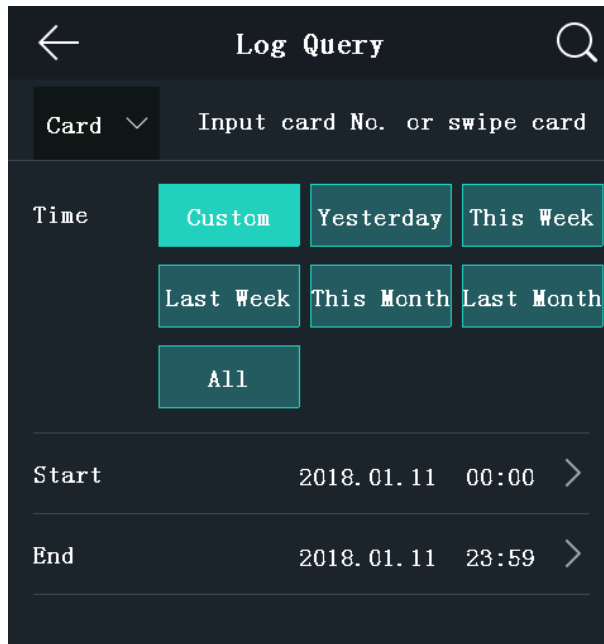 Log Query
Card Input card No. or swipe card
Time Custom Yesterday This Week
Last Week This Month Last Month
All
Start 2018.01.11 00:00
End 2018.01.11 23:59